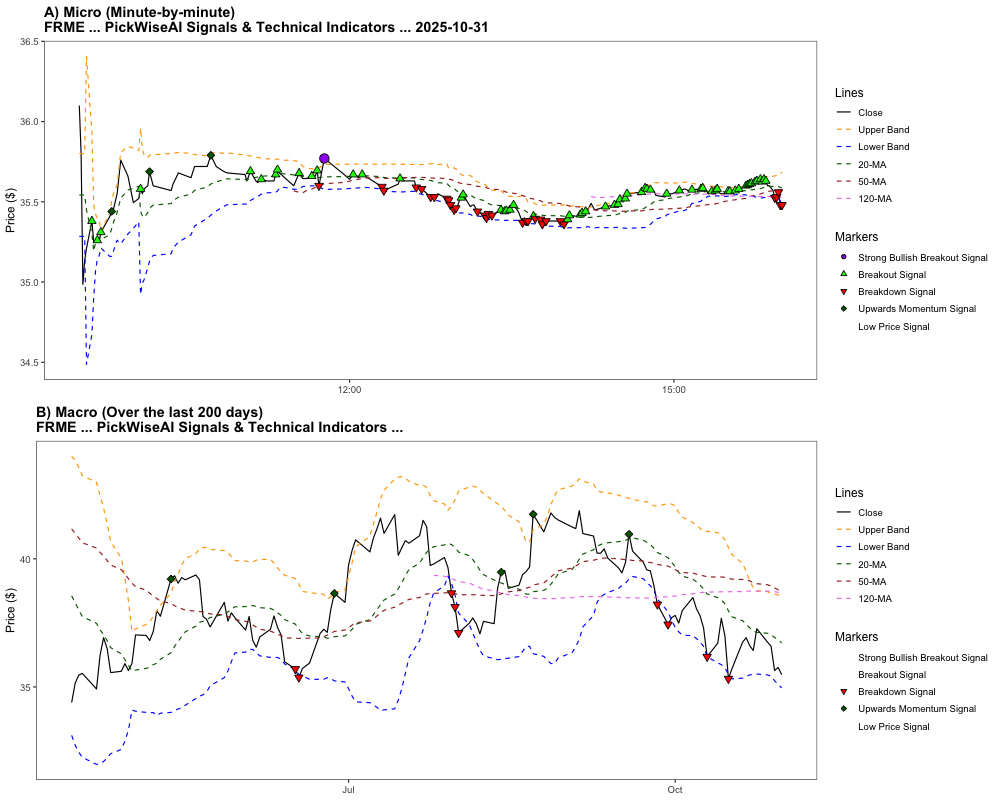 A) Micro (Minute-by-minute)
FRME ... PickWiseAI Signals & Technical Indicators ... 2025-10-31
Price ($)
36.5
36.0
35.5
35.0
34.5
12:00
15:00
Lines
Close
Upper Band
Lower Band
20-MA
50-MA
120-MA
Markers
Strong Bullish Breakout Signal
Breakout Signal
Breakdown Signal
Upwards Momentum Signal
Low Price Signal
B) Macro (Over the last 200 days)
FRME ... PickWiseAI Signals & Technical Indicators ...
Price ($)
40
35
Jul
Oct
Lines
Close
Upper Band
Lower Band
20-MA
50-MA
120-MA
Markers
Strong Bullish Breakout Signal
Breakout Signal
Breakdown Signal
Upwards Momentum Signal
Low Price Signal